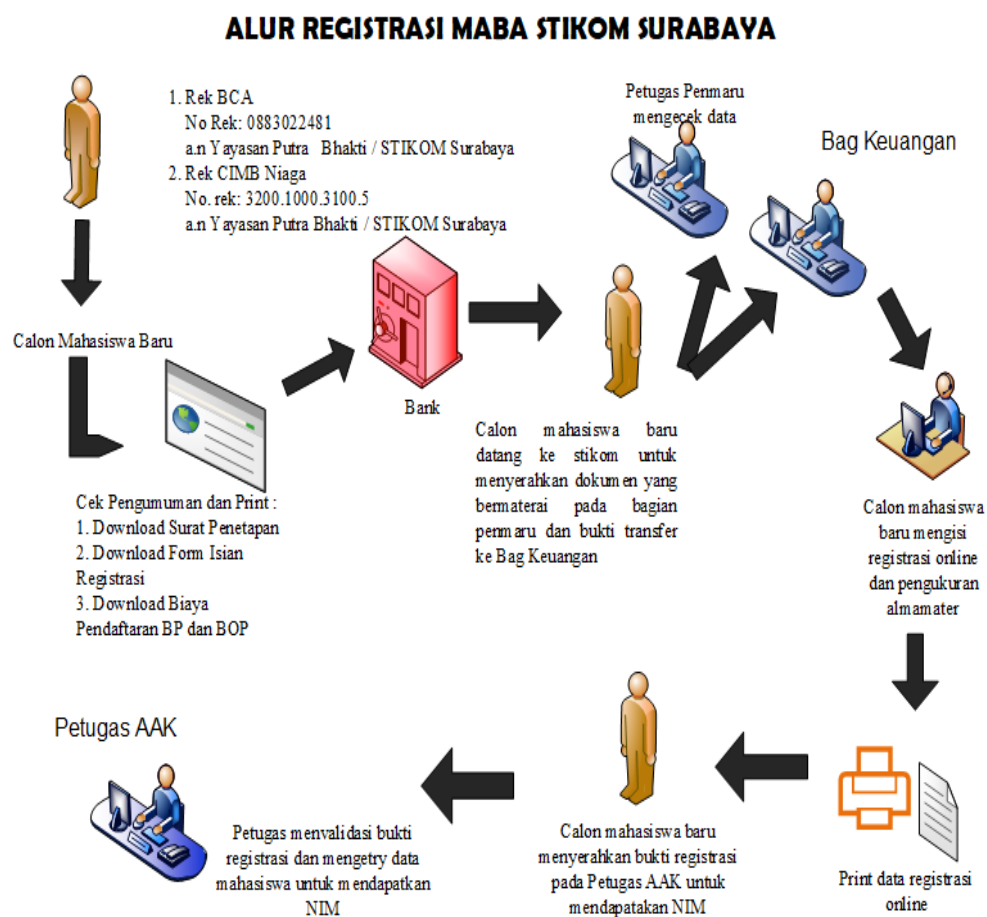 ALUR REGISTRASI MABA STIKOM SURABAYA
1. Rek BCA
No Rek: 0883022481
a.n Yayasan Putra Bhakti / STIKOM Surabaya
2. Rek CIMB Niaga
No. rek: 3200.1000.3100.5
a.n Yayasan Putra Bhakti / STIKOM Surabaya
Petugas Penmaru
mengecek data
Bag Keuangan
Calon Mahasiswa Baru
Bank
Cek Pengumuman dan Print :
1. Download Surat Penetapan
2. Download Form Isian
Registrasi
3. Download Biaya
Pendaftaran BP dan BOP
Calon mahasiswa baru
datang ke stikom untuk
menyerahkan dokumen yang
bermaterai pada bagian
penmaru dan bukti transfer
ke Bag Keuangan
Calon mahasiswa
baru mengisi
registrasi online
dan pengukuran
almamater
Print data registrasi
online
Calon mahasiswa baru
menyerahkan bukti registrasi
pada Petugas AAK untuk
mendapatakan NIM
Petugas AAK
Petugas menvalidasi bukti
registrasi dan mengetry data
mahasiswa untuk mendapatkan
NIM